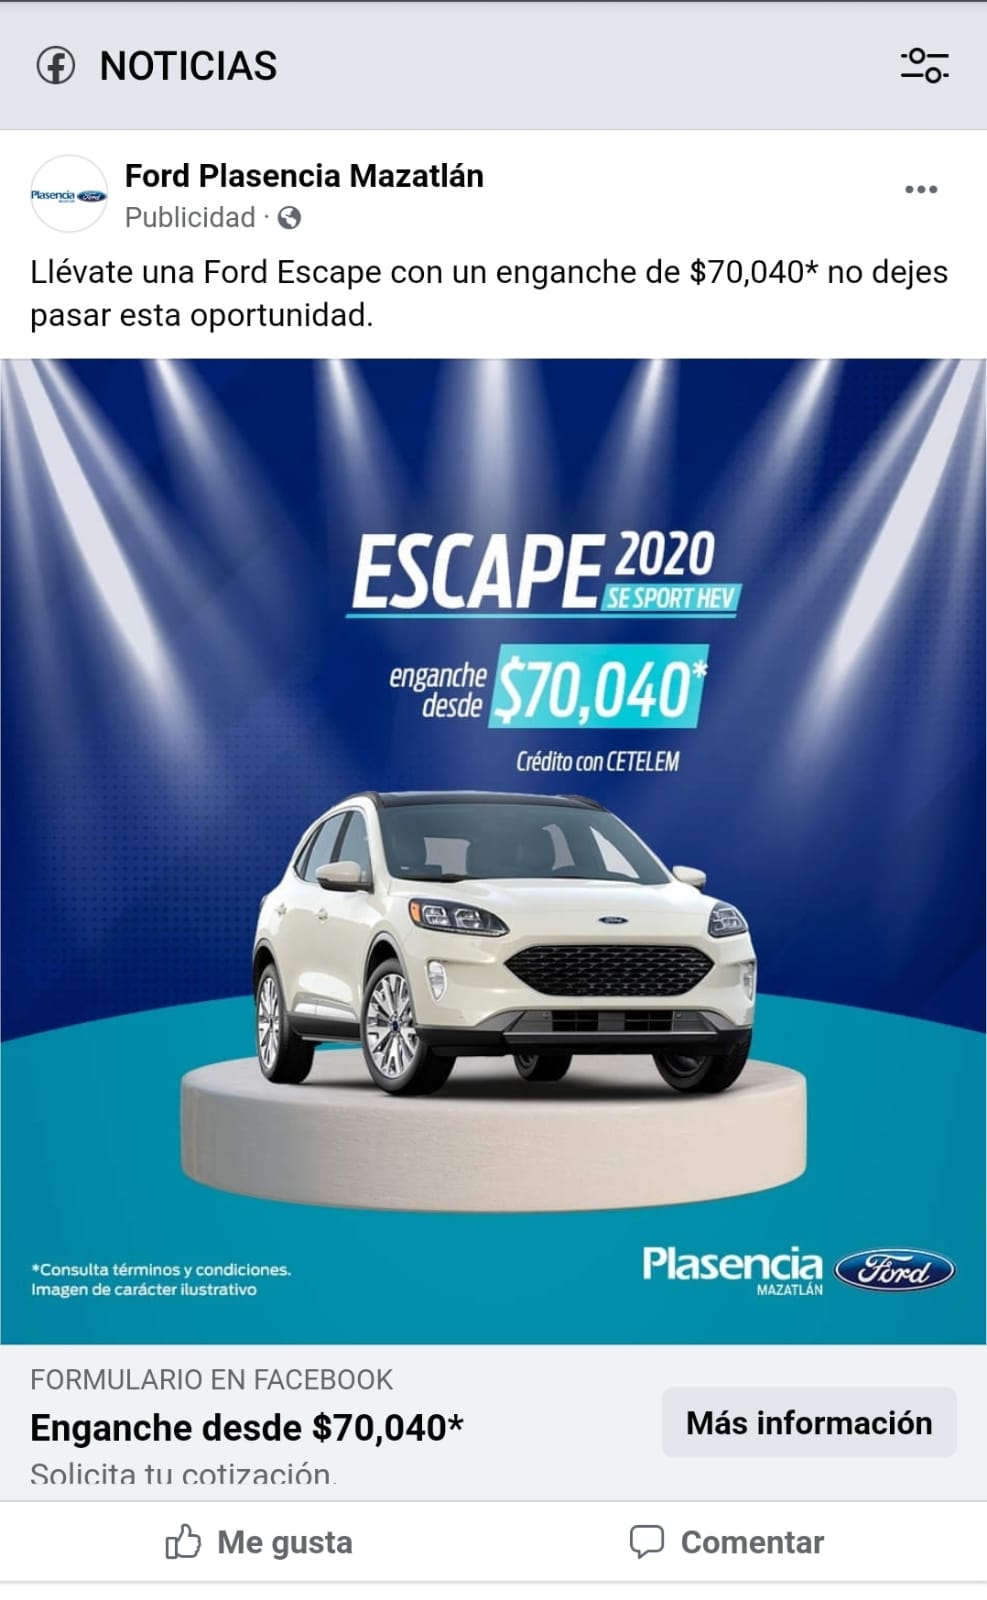 NOTICIAS
Plasencia Ford
Ford Plasencia Mazatlán
Publicidad ·
Llévate una Ford Escape con un enganche de $70,040* no dejes
pasar esta oportunidad.
ESCAPE 2020
SE SPORT HEV
enganche
desde $70,040*
Crédito con CETELEM
Ford
*Consulta términos y condiciones.
Imagen de carácter ilustrativo
Plasencia Ford
MAZATLÁN
FORMULARIO EN FACEBOOK
Enganche desde $70,040*
Más información
Solicita tu cotización.
Me gusta
Comentar